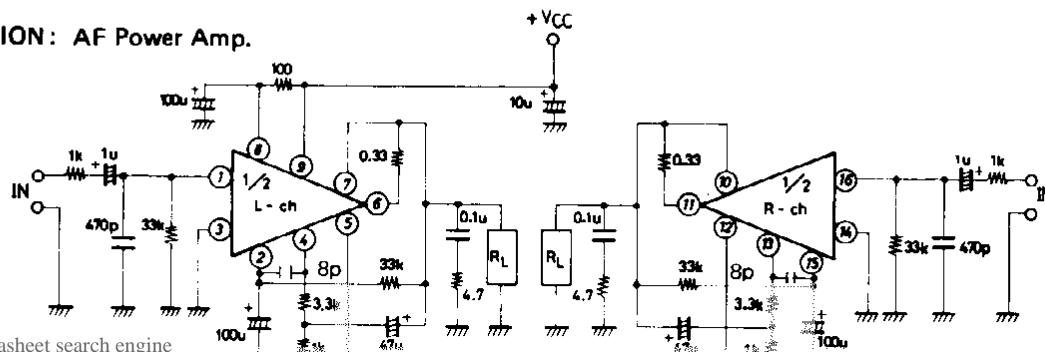 ION: AF Power Amp.
+VCC
100
100u
10u
8
9
1k
1u
1
IN
470p
33k
3
1/2
L-ch
7
0.33
6
5
4
2
8p
33k
3.3k
100u
1k
47u
0.1u
4.7
RL
RL
0.1u
4.7
0.33
10
11
12
1/2
R-ch
13
8p
33k
3.3k
15
16
14
33k
470p
1u
1k
100u
asheet search engine